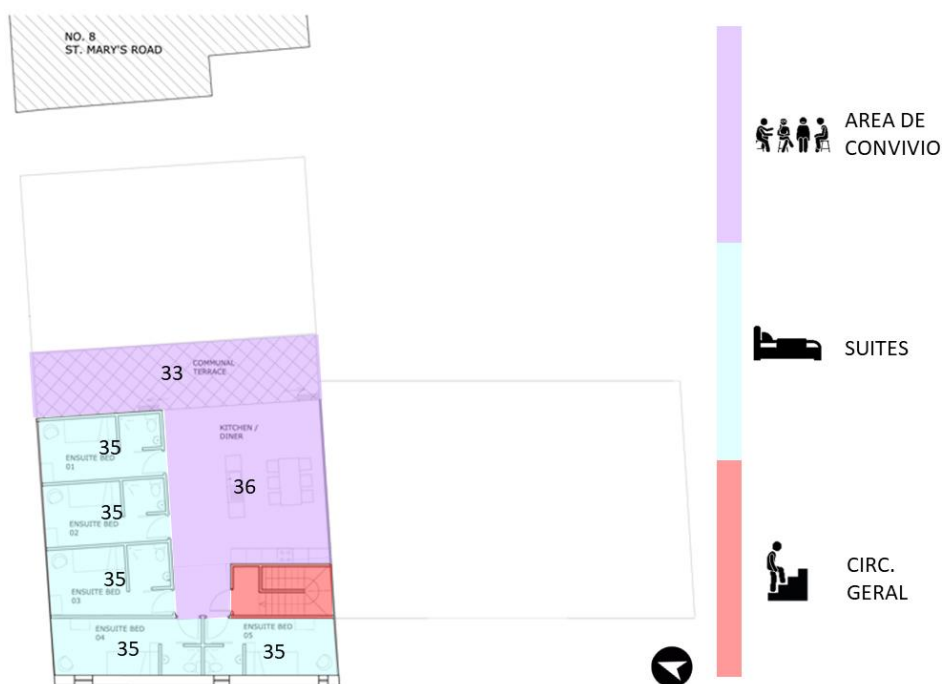 NO. 8
ST. MARY'S ROAD
AREA DE
CONVIVIO
SUITES
CIRC.
GERAL
COMMUNAL
TERRACE
33
KITCHEN /
DINER
36
35
ENSUITE BED
01
35
ENSUITE BED
02
35
ENSUITE BED
03
ENSUITE BED
04
35
ENSUITE BED
05
35